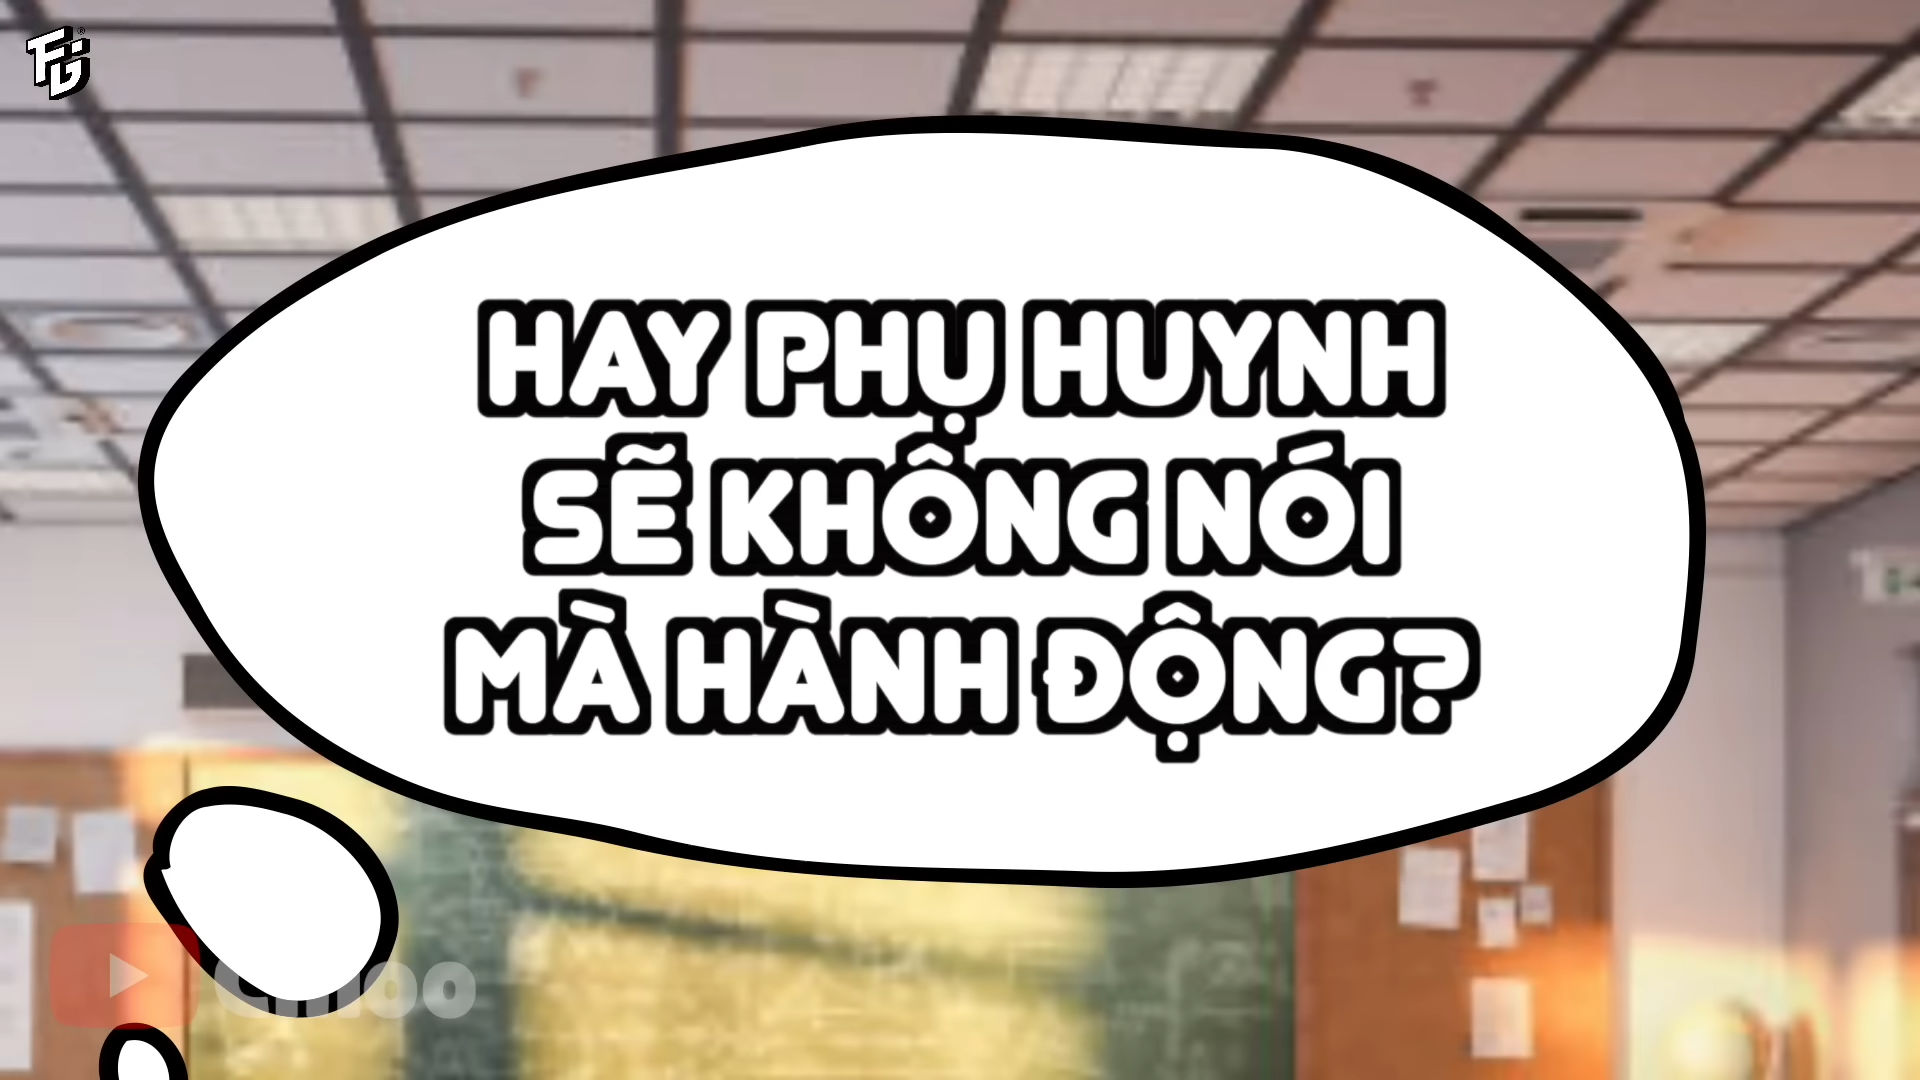 HAY PHỤ HUYNH
SẼ KHÔNG NÓI
MÀ HÀNH ĐỘNG?